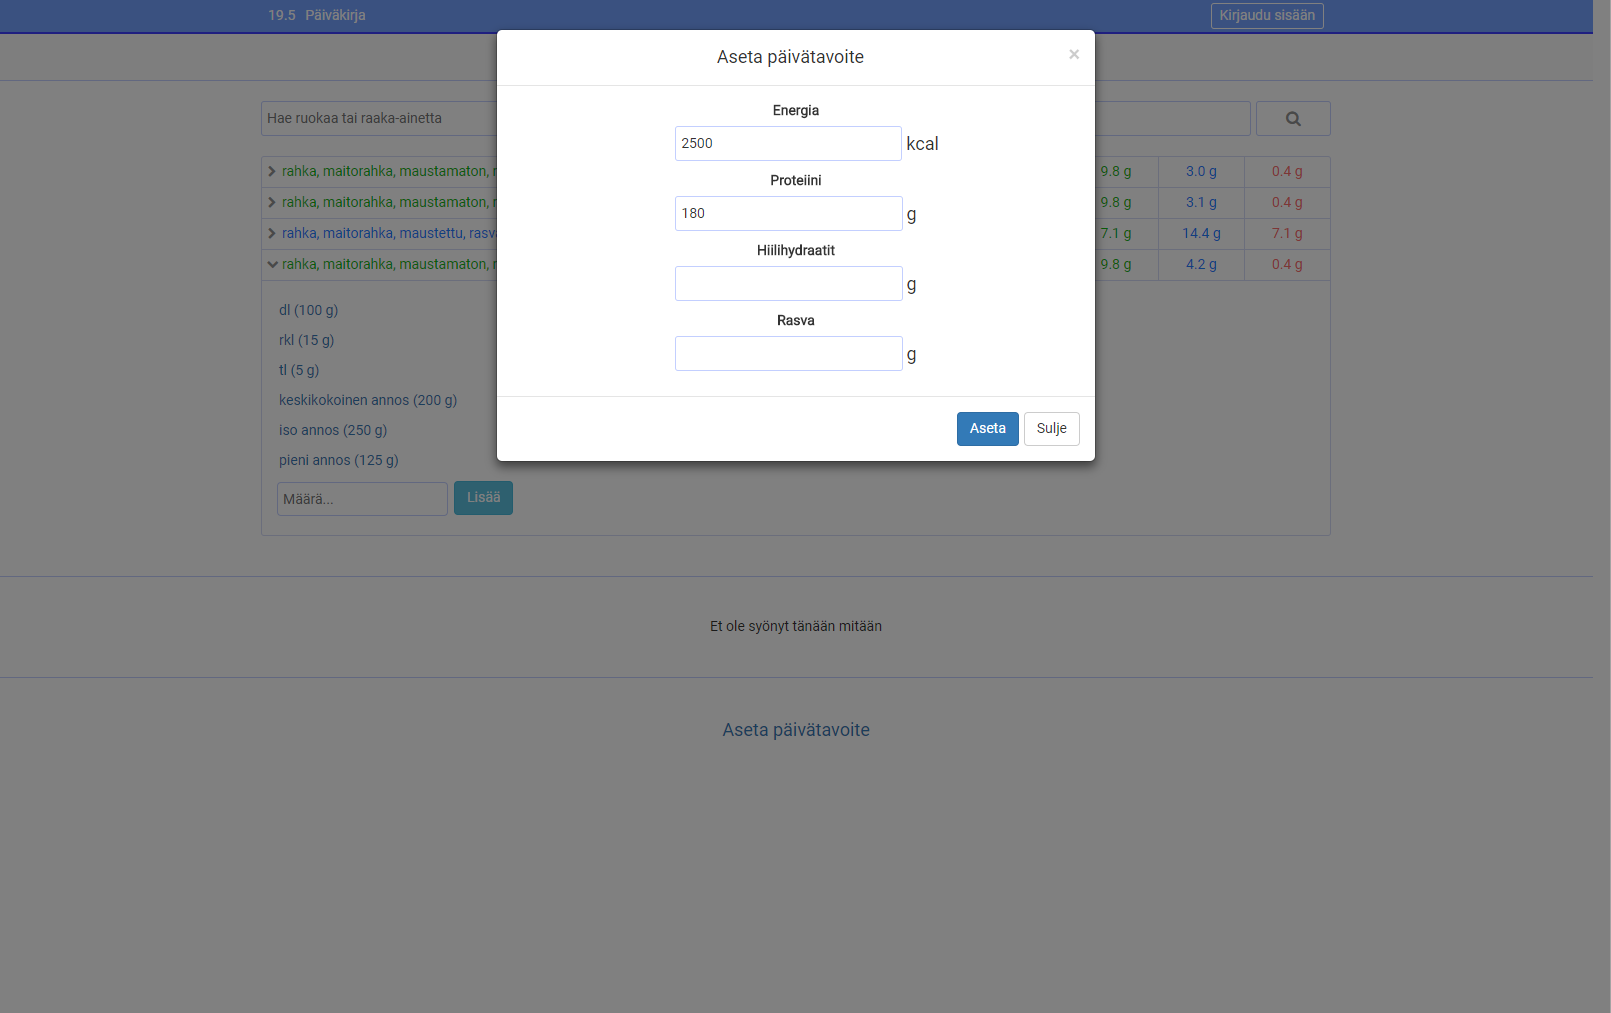 19.5 Päiväkirja
Kirjaudu sisään
Aseta päivätavoite
×
Energia
2500 kcal
Proteiini
180 g
Hiilihydraatit
g
Rasva
g
Aseta Sulje
Hae ruokaa tai raaka-ainetta
rahka, maitorahka, maustamaton, 9.8 g 3.0 g 0.4 g
rahka, maitorahka, maustamaton, 9.8 g 3.1 g 0.4 g
rahka, maitorahka, maustettu, 7.1 g 14.4 g 7.1 g
rahka, maitorahka, maustamaton, 9.8 g 4.2 g 0.4 g
dl (100 g)
rkl (15 g)
tl (5 g)
keskikokoinen annos (200 g)
iso annos (250 g)
pieni annos (125 g)
Määrä... Lisää
Et ole syönyt tänään mitään
Aseta päivätavoite